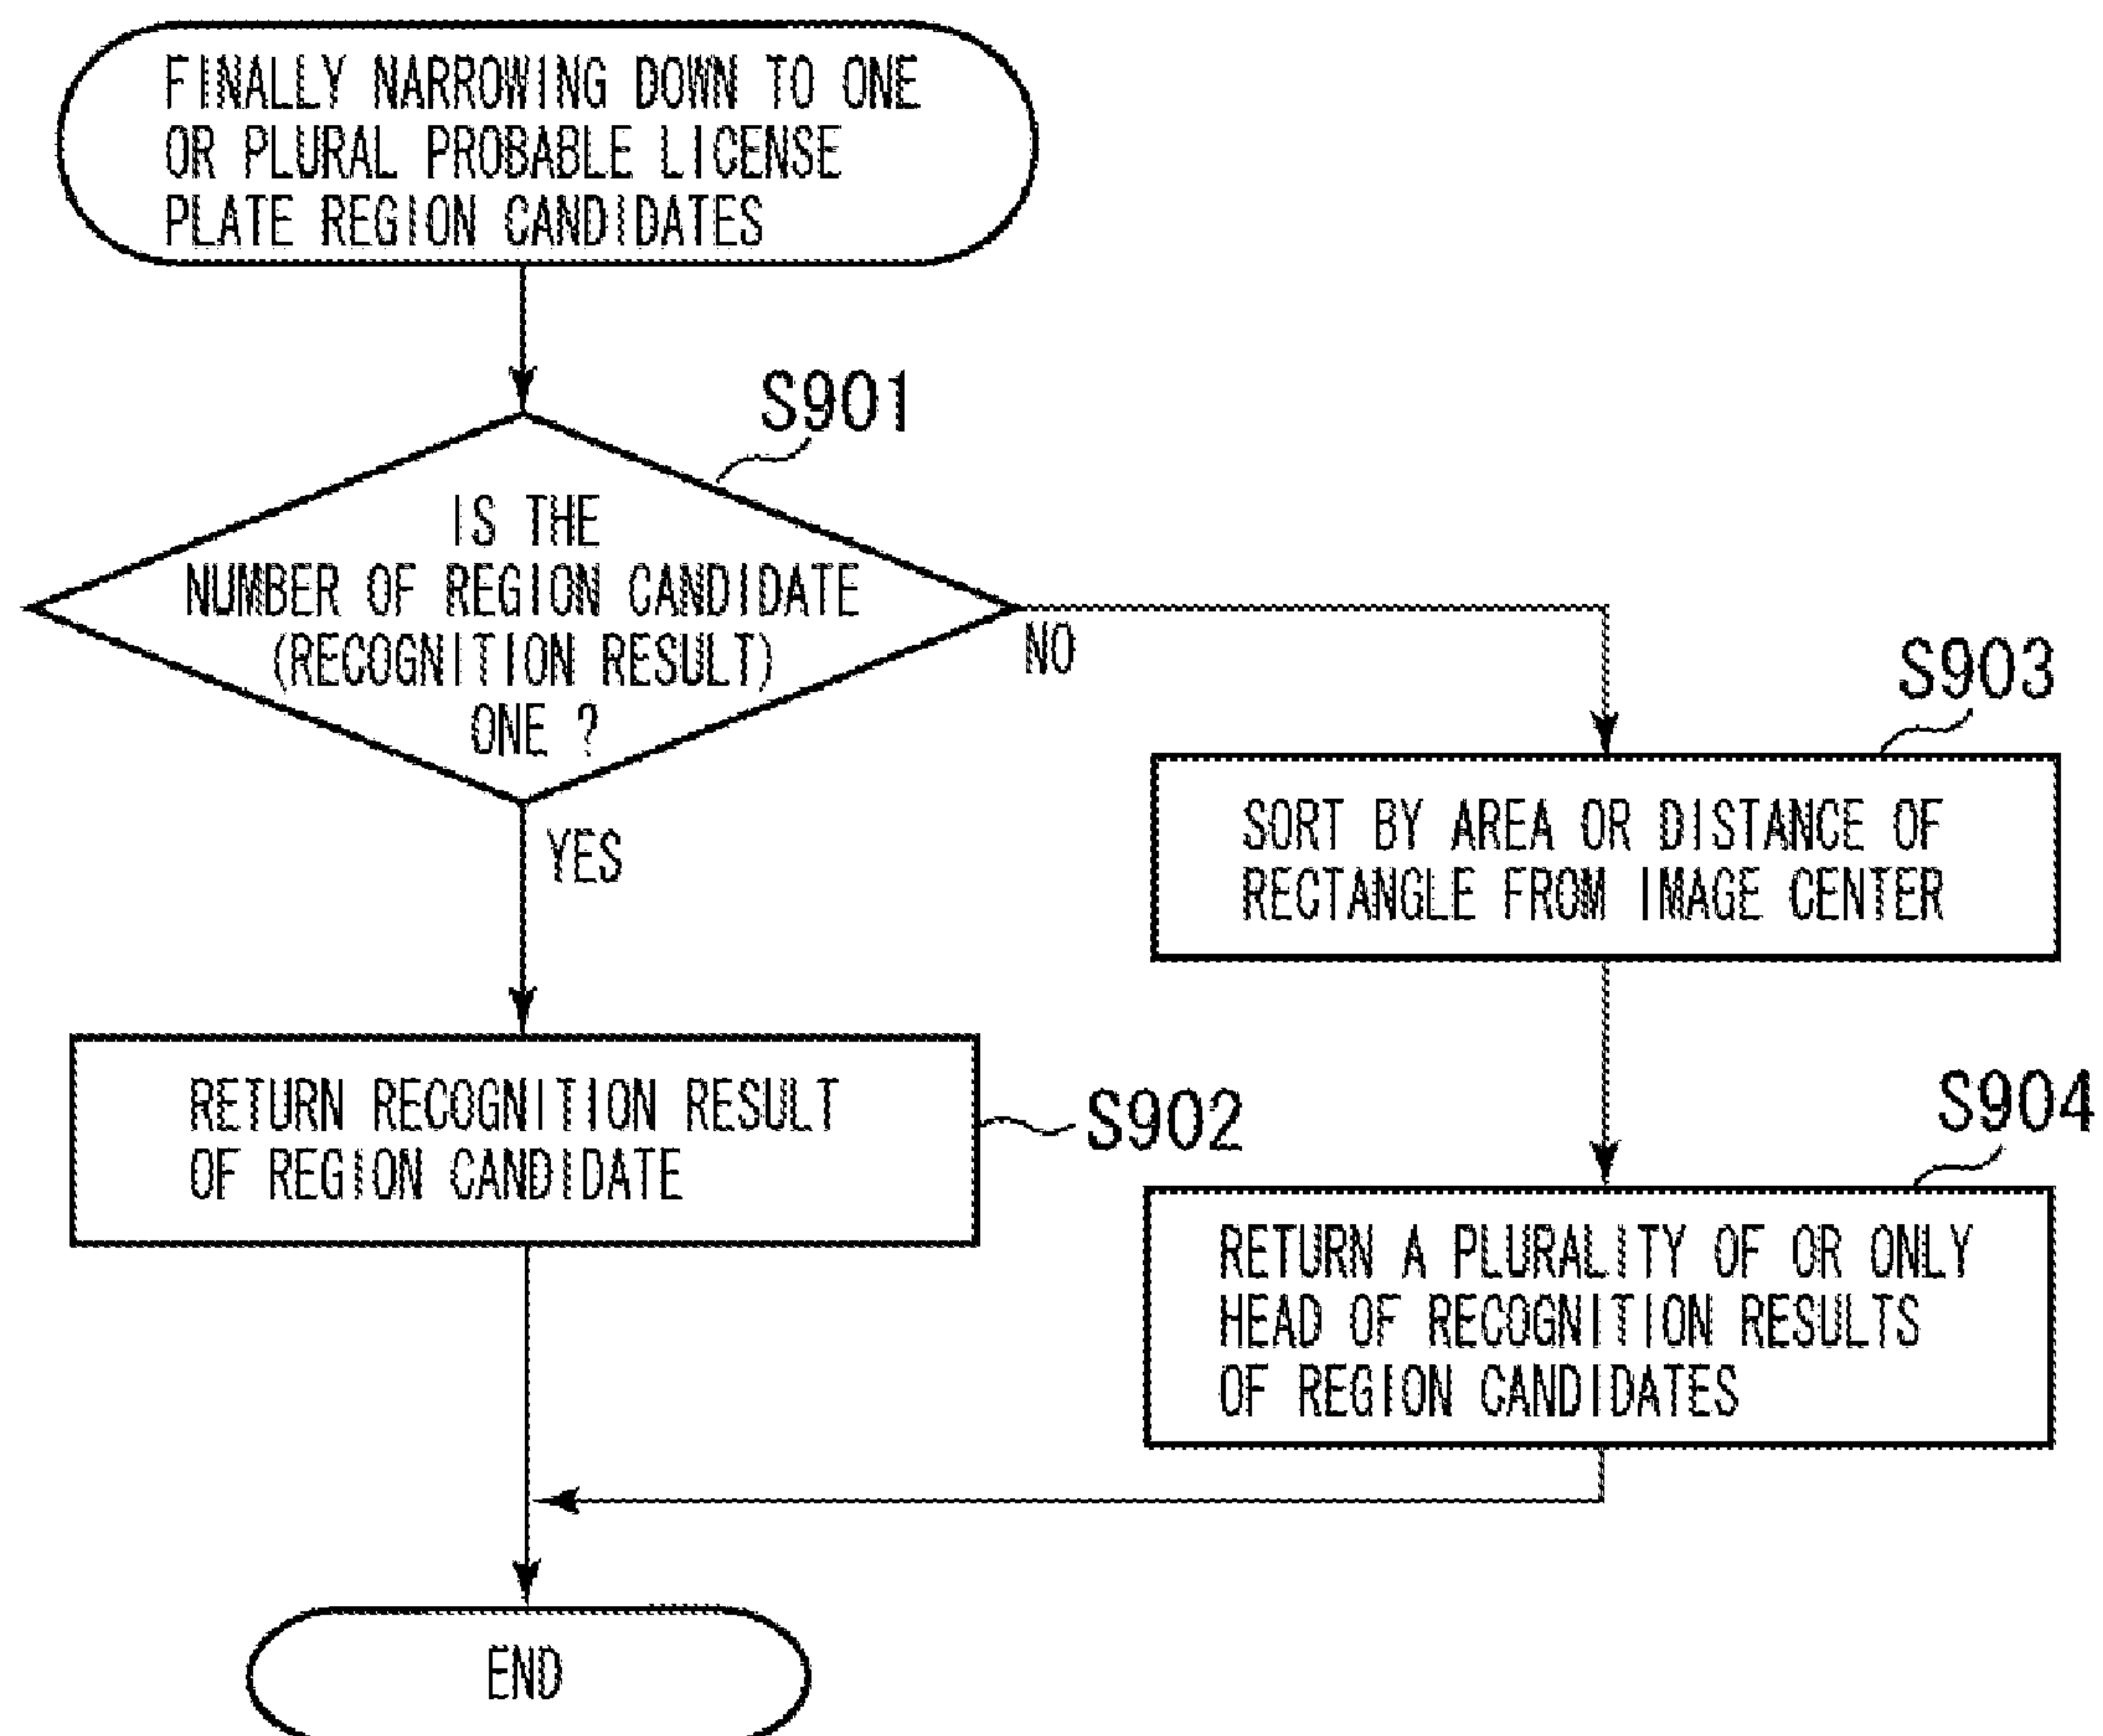 FINALLY NARROWING DOWN TO ONE
OR PLURAL PROBABLE LICENSE
PLATE REGION CANDIDATES
S901
IS THE
NUMBER OF REGION CANDIDATE
(RECOGNITION RESULT)
ONE ?
NO
YES
S903
SORT BY AREA OR DISTANCE OF
RECTANGLE FROM IMAGE CENTER
RETURN RECOGNITION RESULT
OF REGION CANDIDATE
S902
S904
RETURN A PLURALITY OF OR ONLY
HEAD OF RECOGNITION RESULTS
OF REGION CANDIDATES
END